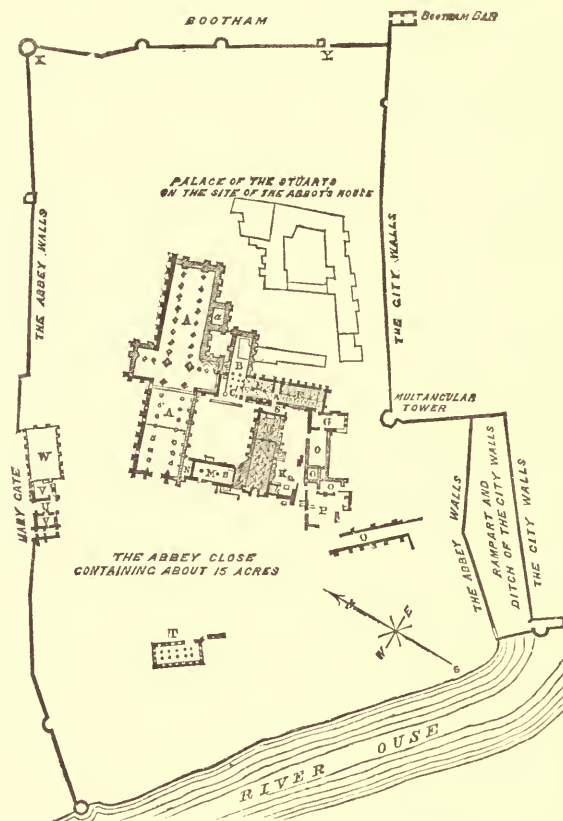 BOOTHAM
BOOTHAM BAR
X
Y
PALACE OF THE STUARTS
ON THE SITE OF THE ABBOT'S HOUSE
THE ABBEY WALLS
THE CITY WALLS
A
a
B
C
A
MULTANGULAR
TOWER
G
O
O
O
S
W
V
V
MARY GATE
N
M
L
P
Q
THE ABBEY CLOSE
CONTAINING ABOUT 15 ACRES
THE ABBEY WALLS
RAMPART AND
DITCH OF THE CITY WALLS
THE CITY WALLS
T
E
W
S
RIVER OUSE